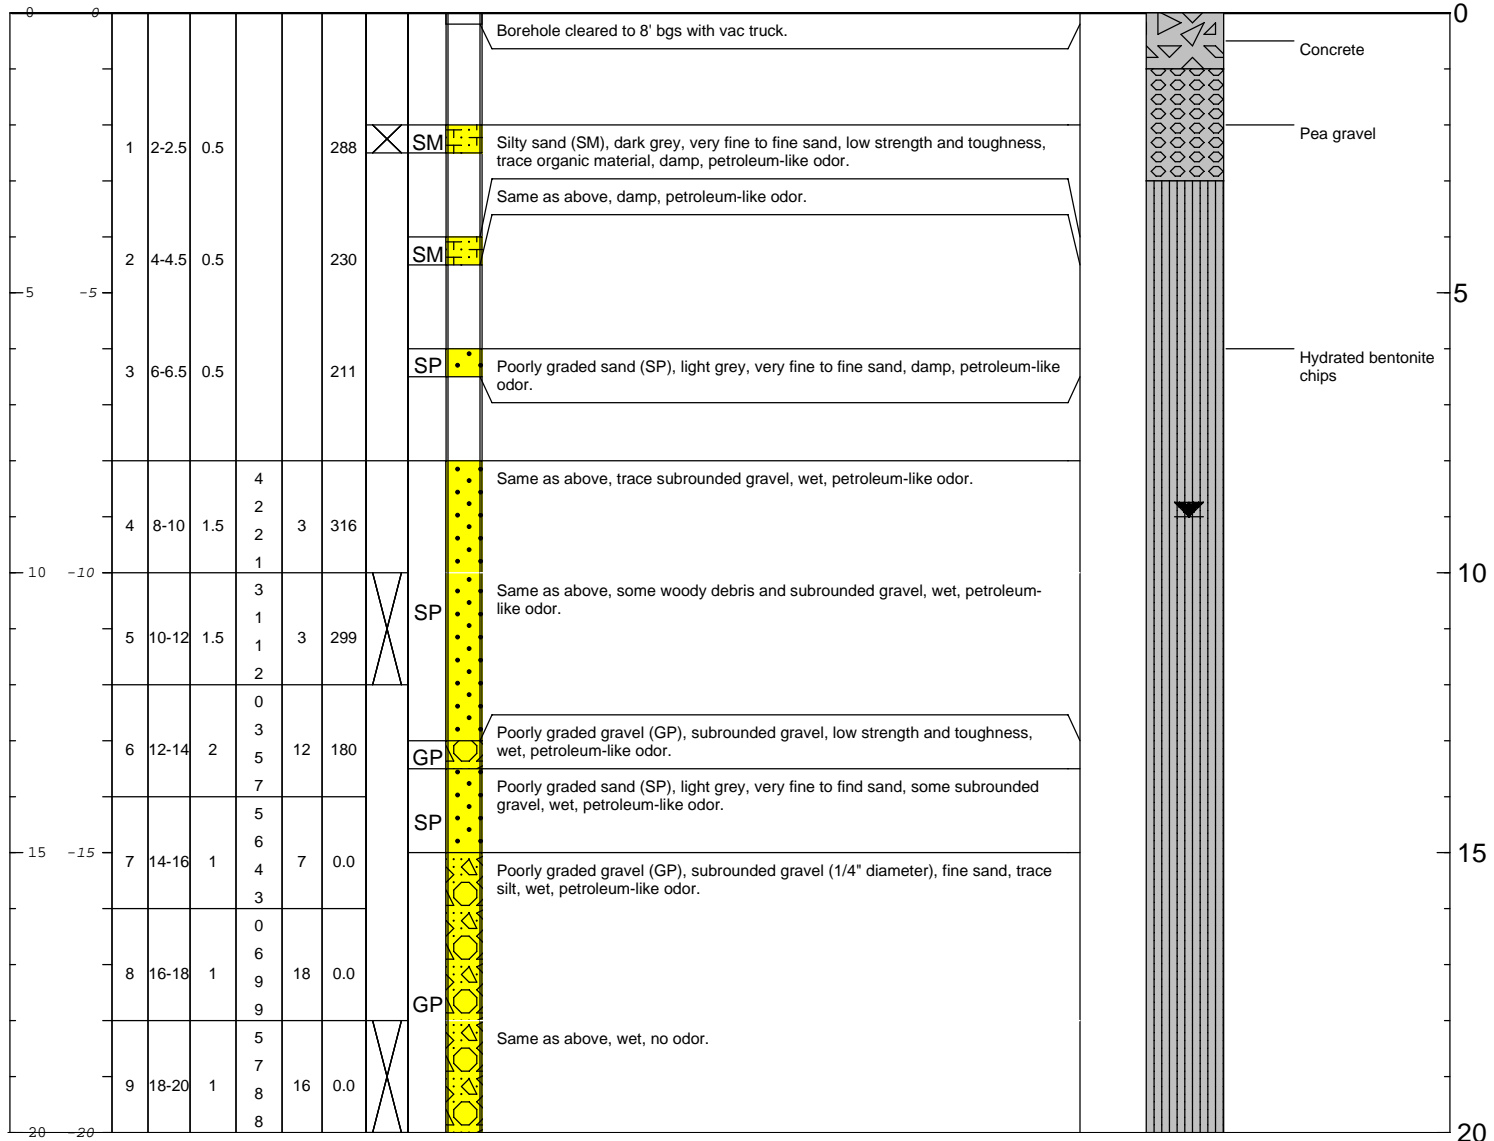 0 0 0
Borehole cleared to 8' bgs with vac truck.
Concrete
Pea gravel
1 2-2.5 0.5 288 SM Silty sand (SM), dark grey, very fine to fine sand, low strength and toughness,
trace organic material, damp, petroleum-like odor.
Same as above, damp, petroleum-like odor.
2 4-4.5 0.5 230 SM
5 -5 5
3 6-6.5 0.5 211 SP Poorly graded sand (SP), light grey, very fine to fine sand, damp, petroleum-like
odor.
Hydrated bentonite
chips
4 Same as above, trace subrounded gravel, wet, petroleum-like odor.
2
4 8-10 1.5 3 316
2
1
10 -10 10
3 Same as above, some woody debris and subrounded gravel, wet, petroleum-
like odor.
1 SP
5 10-12 1.5 3 299
1
2
0
3 Poorly graded gravel (GP), subrounded gravel, low strength and toughness,
wet, petroleum-like odor.
6 12-14 2 12 180 GP
5
7
Poorly graded sand (SP), light grey, very fine to find sand, some subrounded
gravel, wet, petroleum-like odor.
5 SP
6
15 -15 15
7 14-16 1 7 0.0
4
3
Poorly graded gravel (GP), subrounded gravel (1/4" diameter), fine sand, trace
silt, wet, petroleum-like odor.
0
6
8 16-18 1 18 0.0
9
9 GP
5 Same as above, wet, no odor.
7
9 18-20 1 16 0.0
8
8
20 -20 20